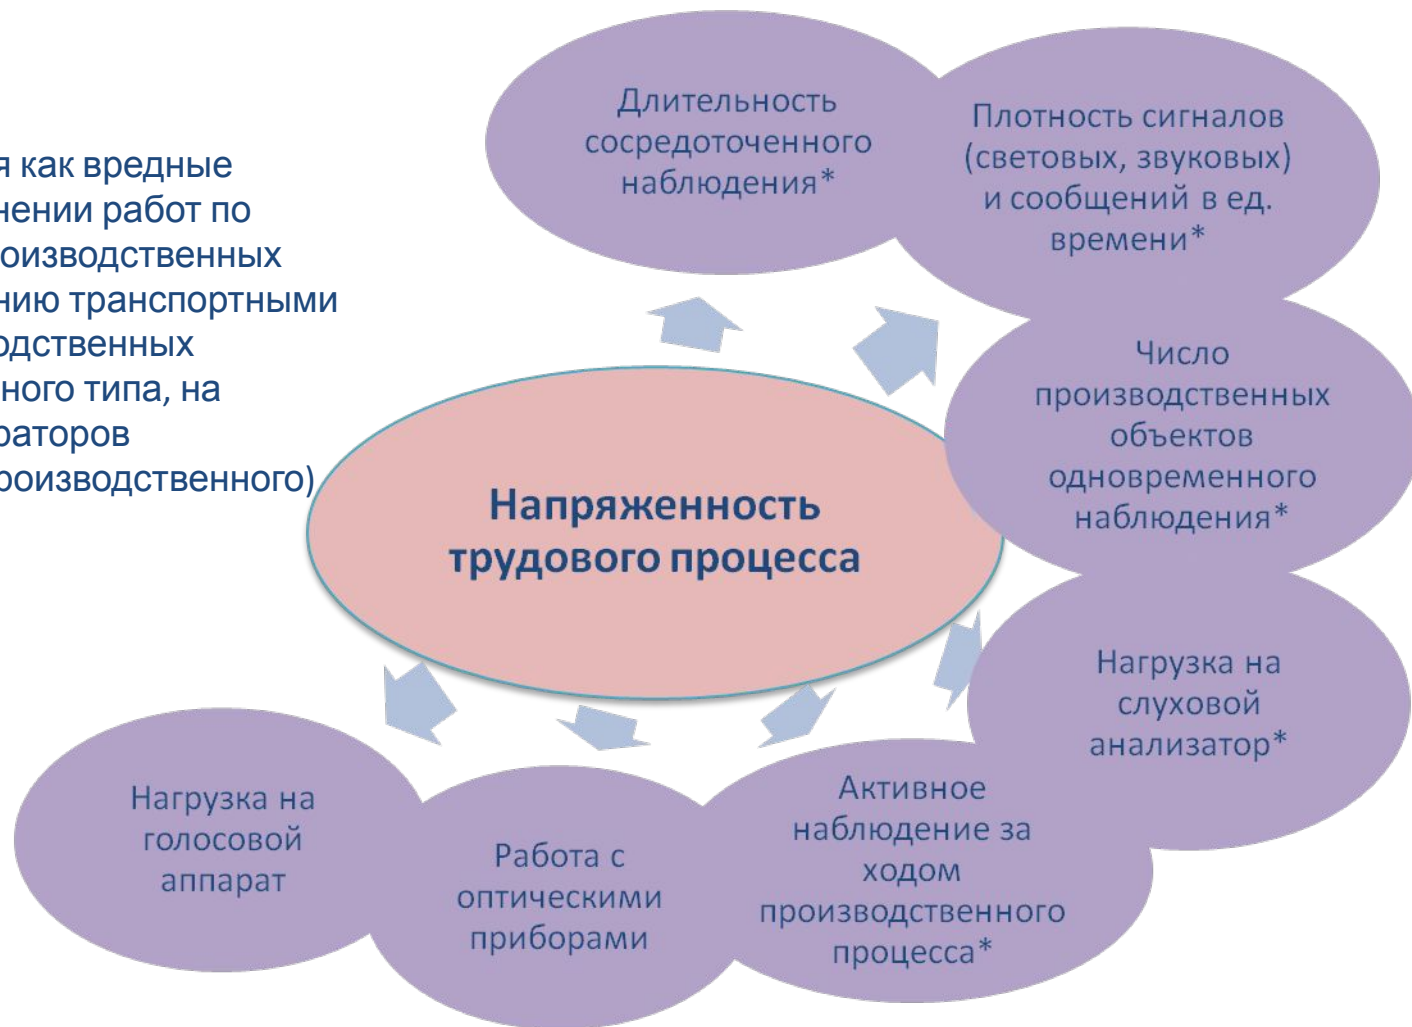 я как вредные
нении работ по
роизводственных
нию транспортными
одственных
ного типа, на
раторов
роизводственного)
Длительность
сосредоточенного
наблюдения*
Плотность сигналов
(световых, звуковых)
и сообщений в ед.
времени*
Число
производственных
объектов
одновременного
наблюдения*
Напряженность
трудового процесса
Нагрузка на
слуховой
анализатор*
Активное
наблюдение за
ходом
производственного
процесса*
Работа с
оптическими
приборами
Нагрузка на
голосовой
аппарат